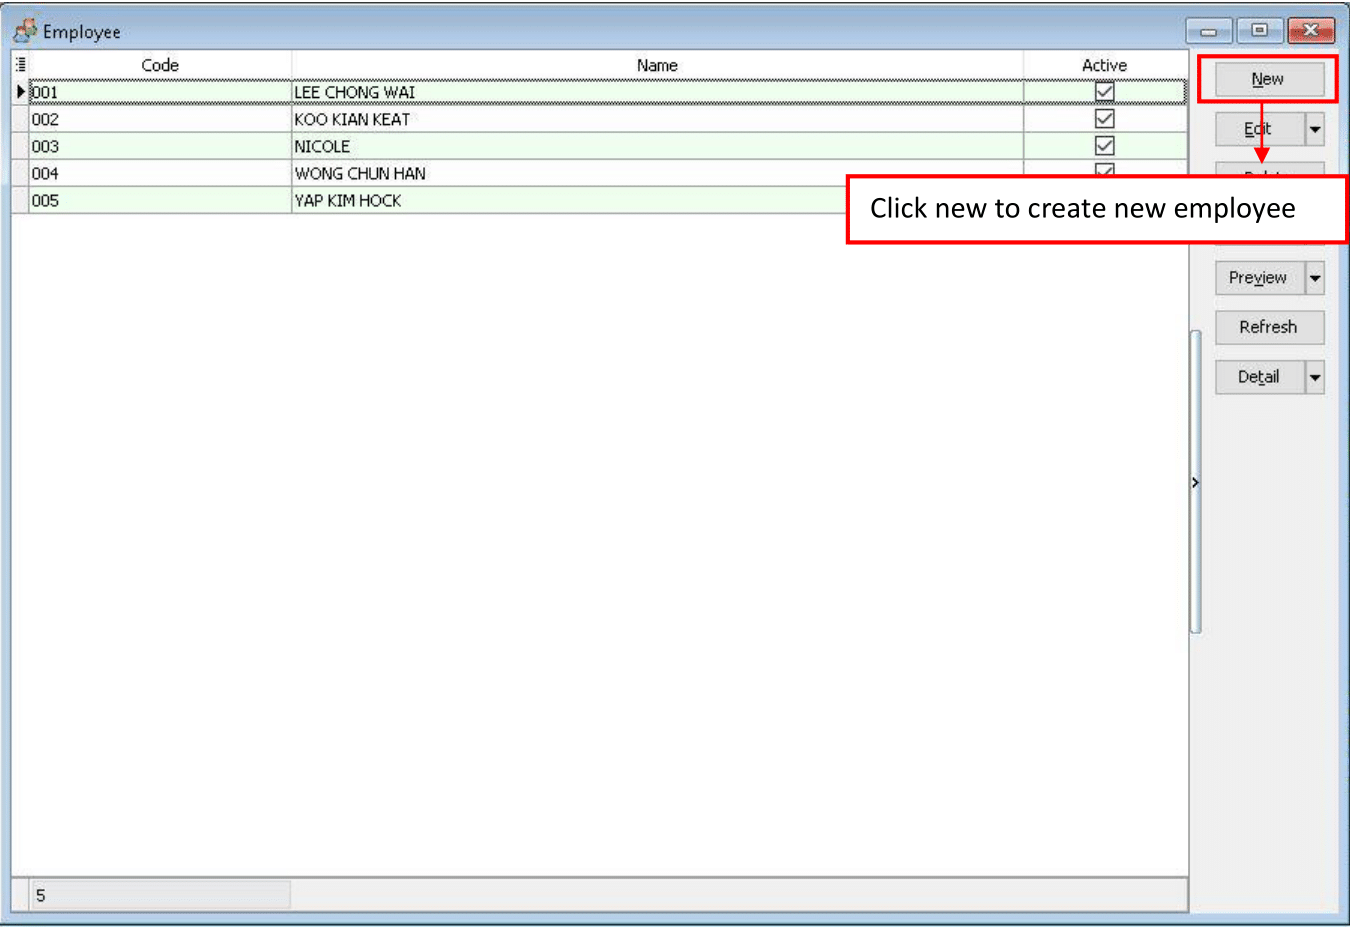 Employee
Code Name Active
001 LEE CHONG WAI
002 KOO KIAN KEAT
003 NICOLE
004 WONG CHUN HAN
005 YAP KIM HOCK
New
Edit
Click new to create new employee
Preview
Refresh
Detail
5